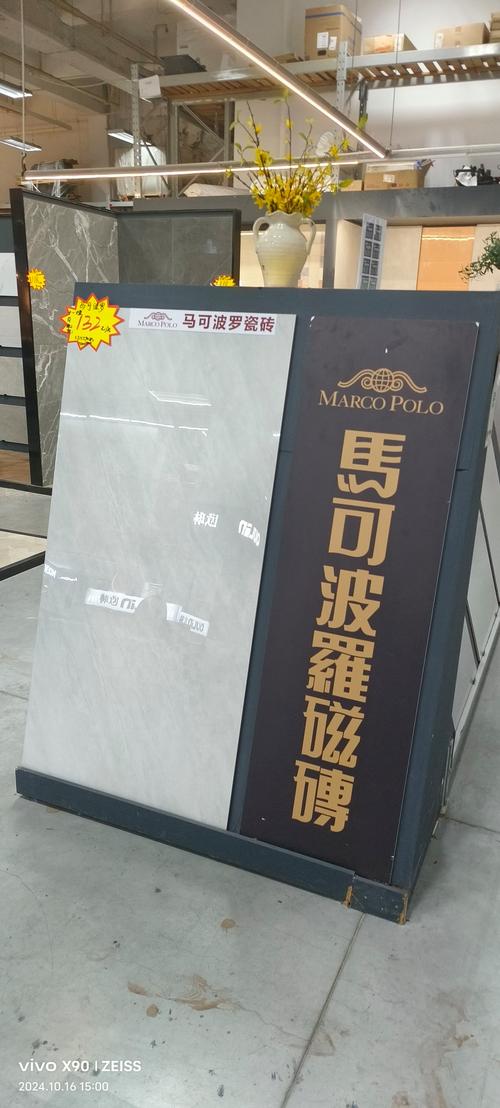 132
MARCO POLO
马可波罗瓷砖
MARCO POLO
馬可波羅磁磚
vivo X90 | ZEISS
2024.10.16 15:00